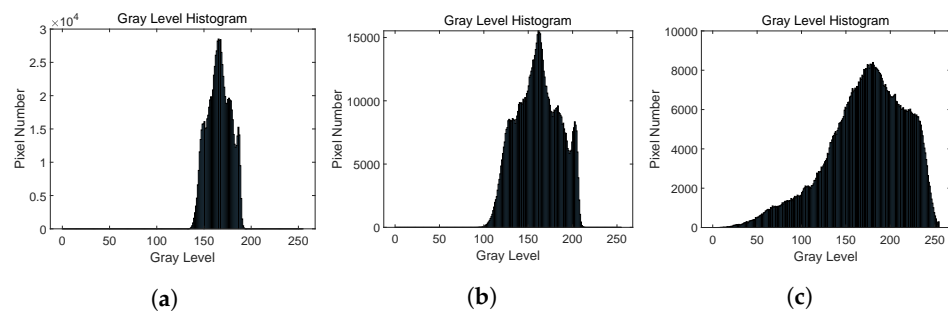 Gray Level Histogram
3 ×10⁴
2.5
2
1.5
1
0.5
0
0 50 100 150 200 250
Pixel Number
Gray Level
(a)
Gray Level Histogram
15000
10000
5000
0
0 50 100 150 200 250
Pixel Number
Gray Level
(b)
Gray Level Histogram
10000
8000
6000
4000
2000
0
0 50 100 150 200 250
Pixel Number
Gray Level
(c)